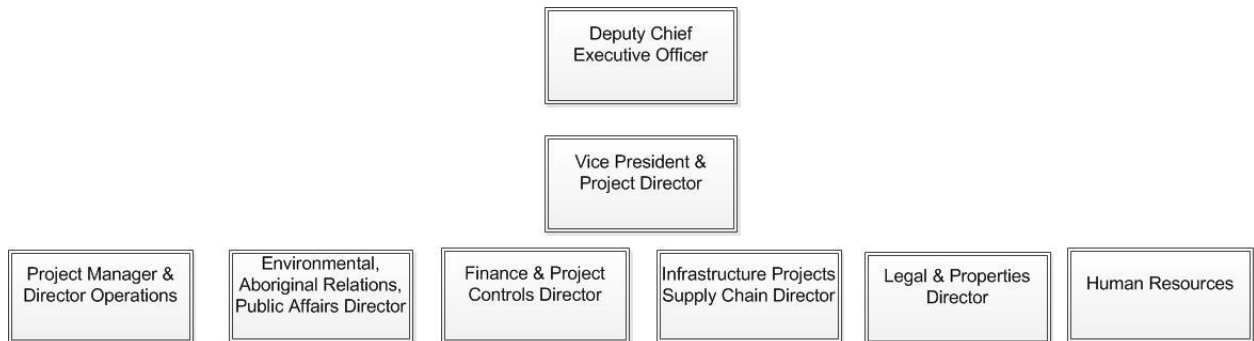 Deputy Chief
Executive Officer
Vice President &
Project Director
Project Manager &
Director Operations
Environmental,
Aboriginal Relations,
Public Affairs Director
Finance & Project
Controls Director
Infrastructure Projects
Supply Chain Director
Legal & Properties
Director
Human Resources